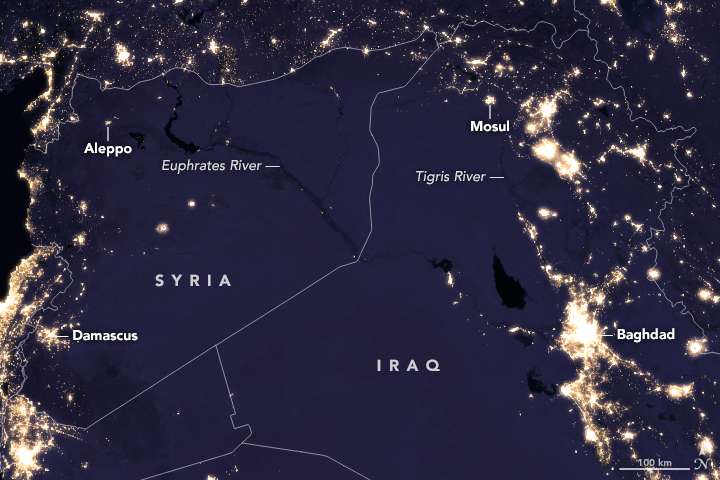 Mosul
Aleppo
Euphrates River
Tigris River
SYRIA
Damascus
Baghdad
IRAQ
100 km
N